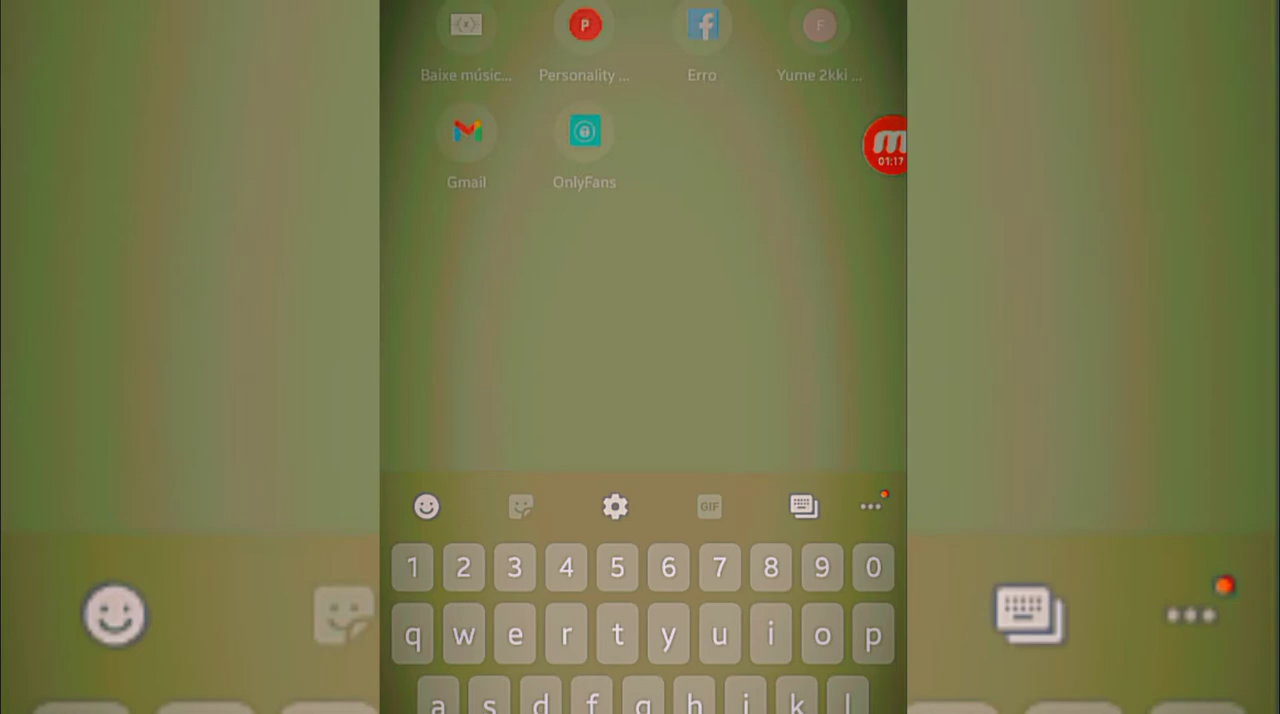 P
F
Baixe músic...
Personality ...
Erro
Yume 2kki ...
m
01:17
Gmail
OnlyFans
GIF
1 2 3 4 5 6 7 8 9 0
q w e r t y u i o p
a s d f g h j k l